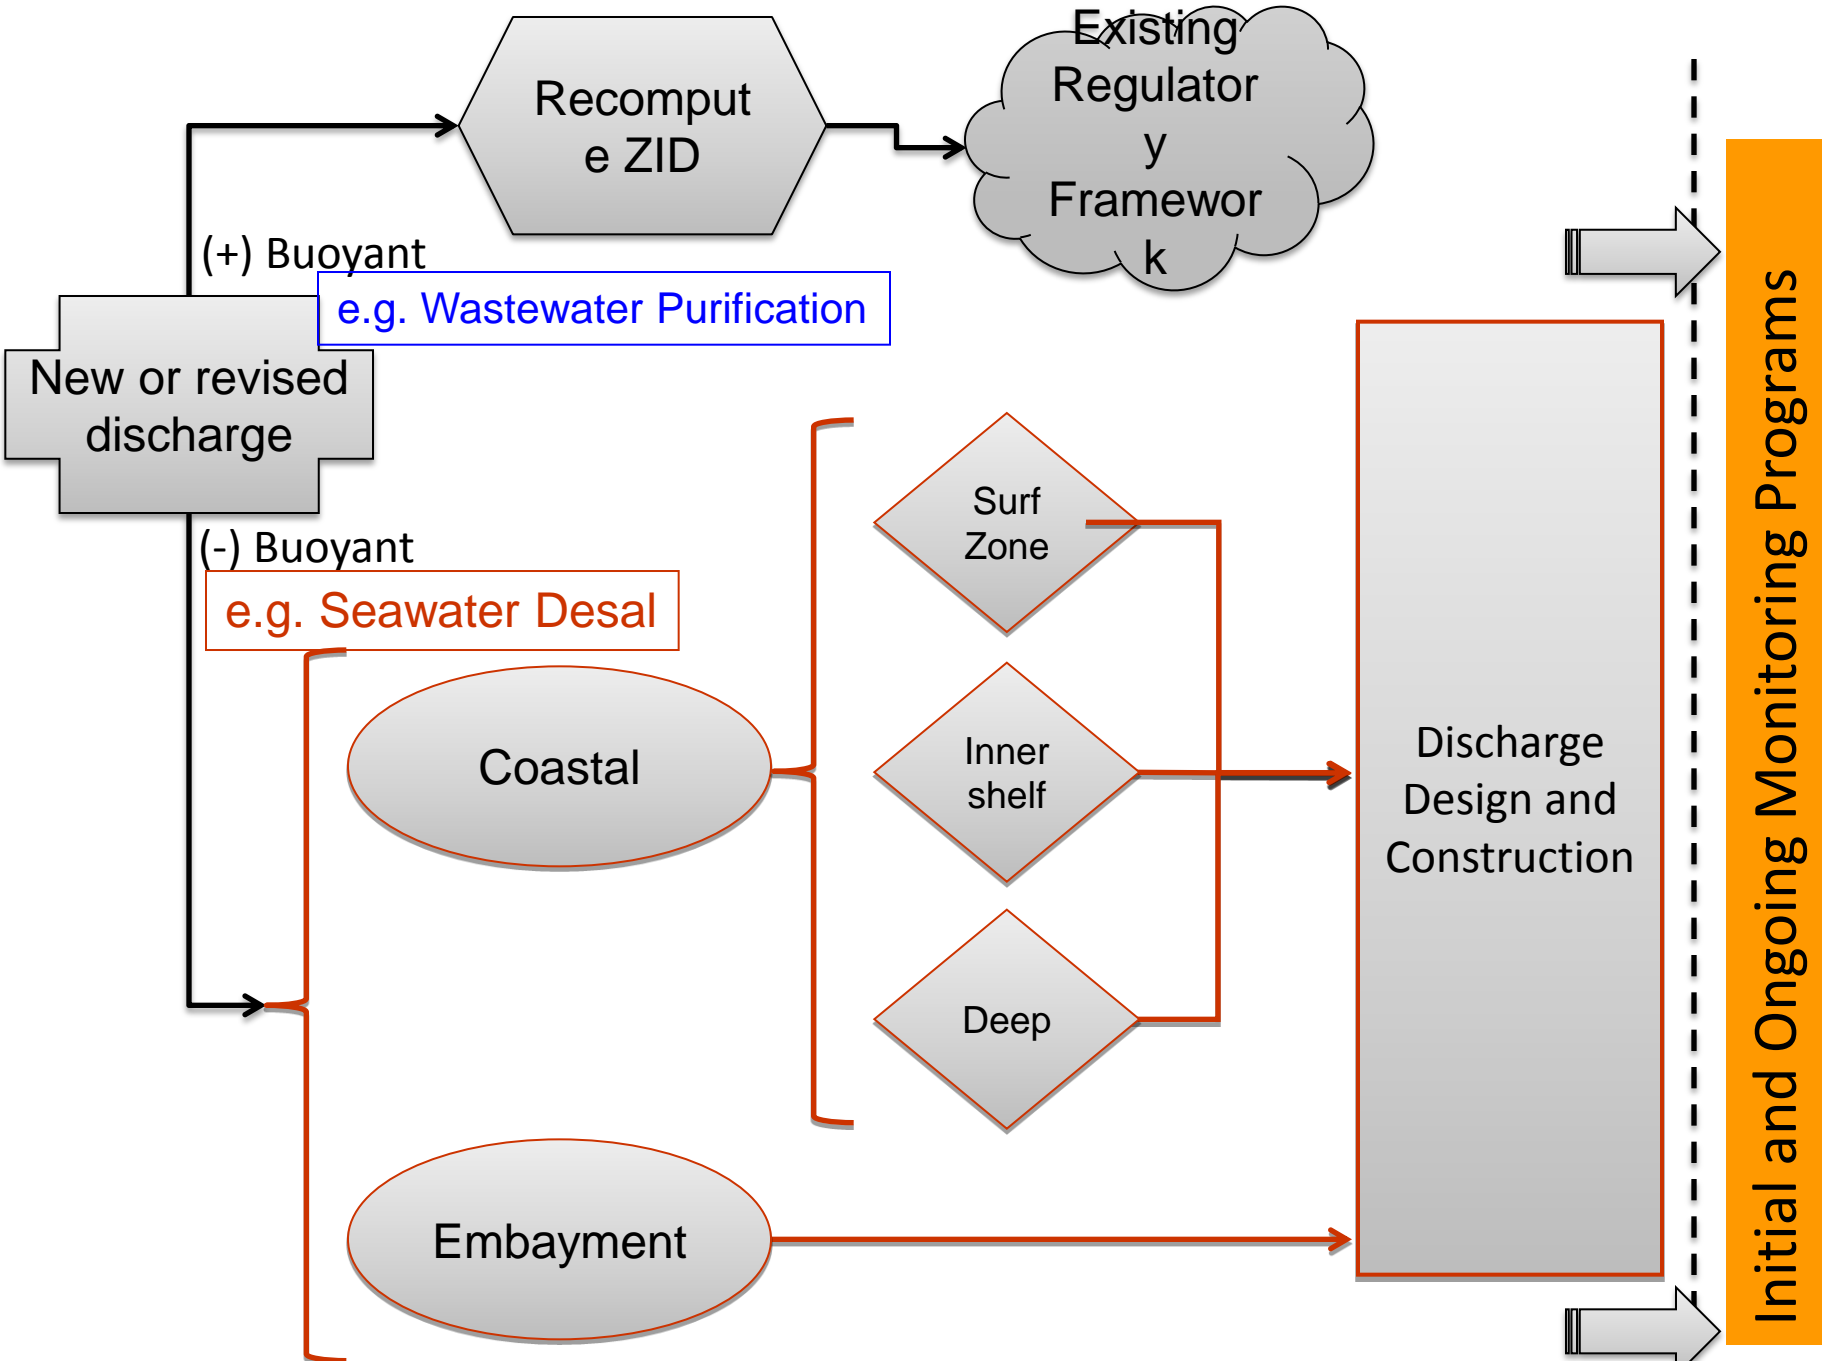 Recomput
e ZID
Existing
Regulator
y
Framewor
k
(+) Buoyant
e.g. Wastewater Purification
New or revised
discharge
(-) Buoyant
e.g. Seawater Desal
Surf
Zone
Coastal
Inner
shelf
Deep
Embayment
Discharge
Design and
Construction
Initial and Ongoing Monitoring Programs